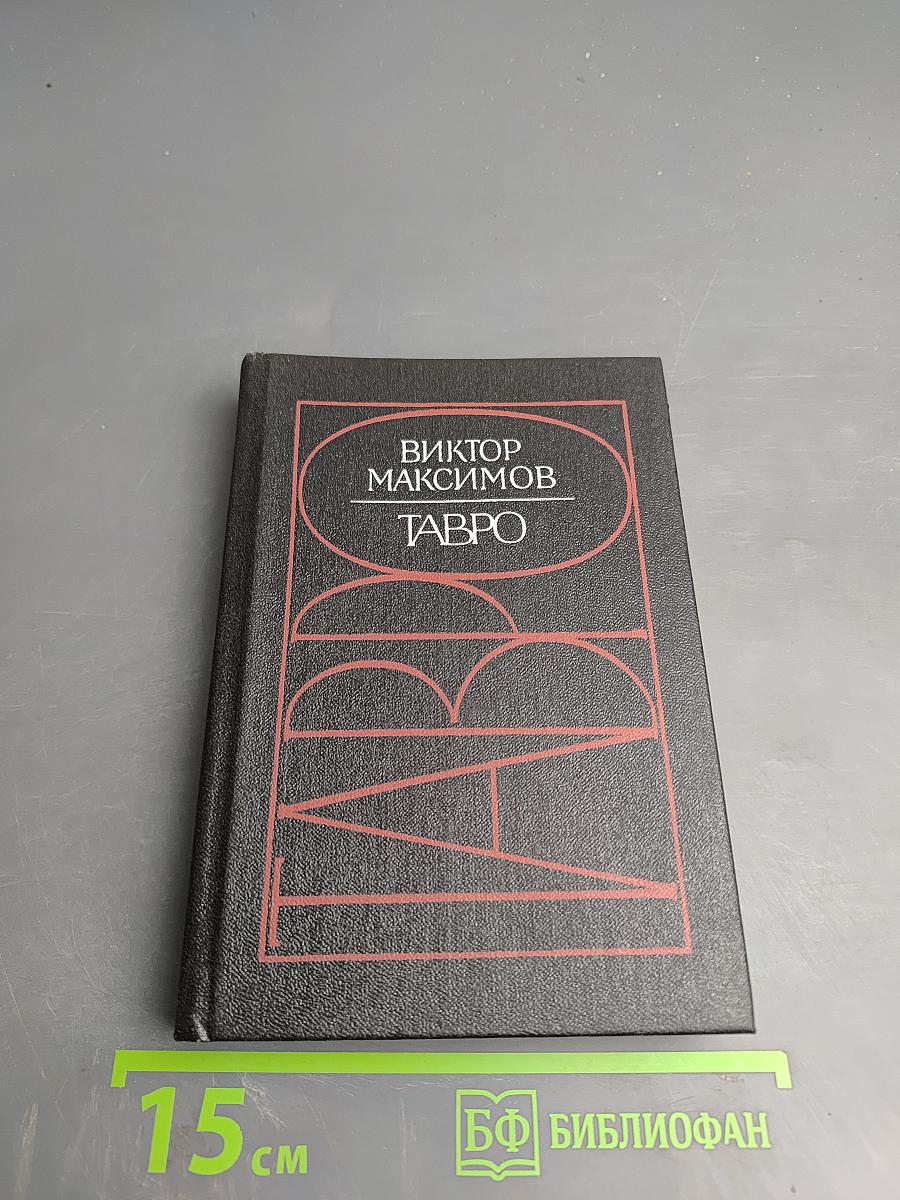 ВИКТОР
МАКСИМОВ
ТАВРО
ТАВРО
15 см
БФ БИБЛИОФАН